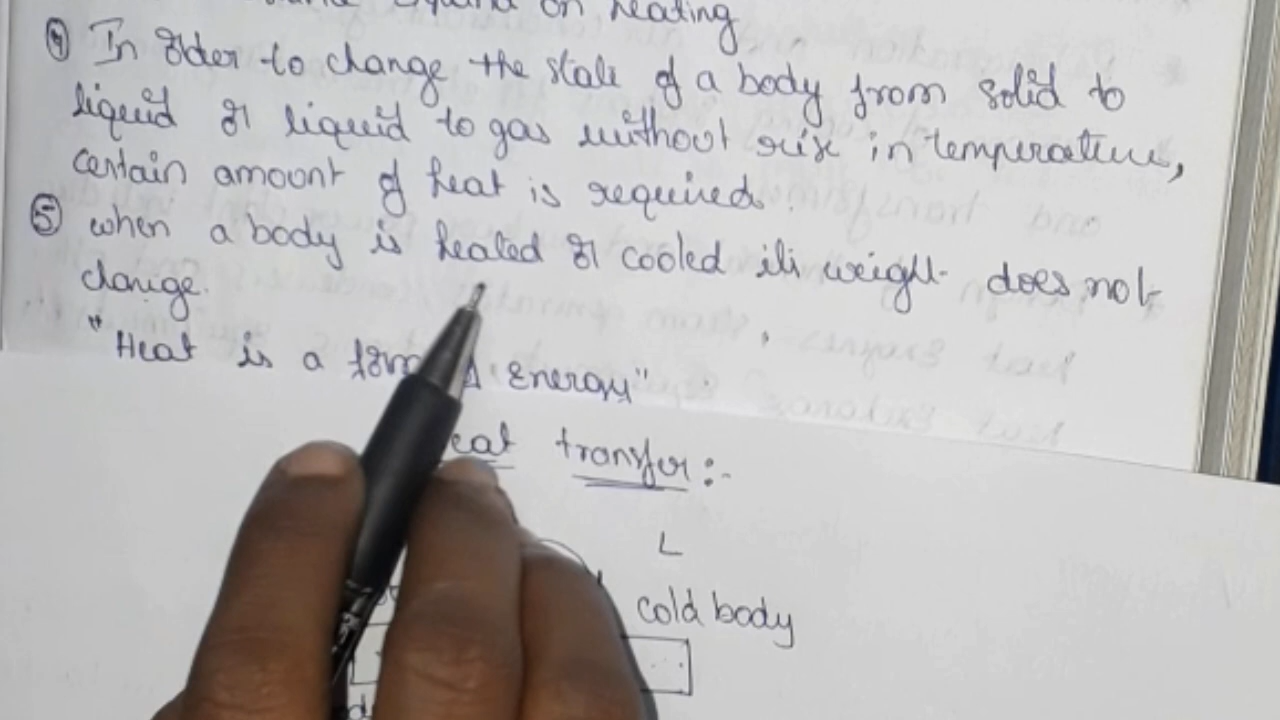 on heating
④ In order to change the state of a body from solid to
liquid or liquid to gas without rise in temperature,
certain amount of heat is required.
⑤ when a body is heated or cooled its weight does not
change.
"Heat is a form of Energy"
transfer:-
L
cold body